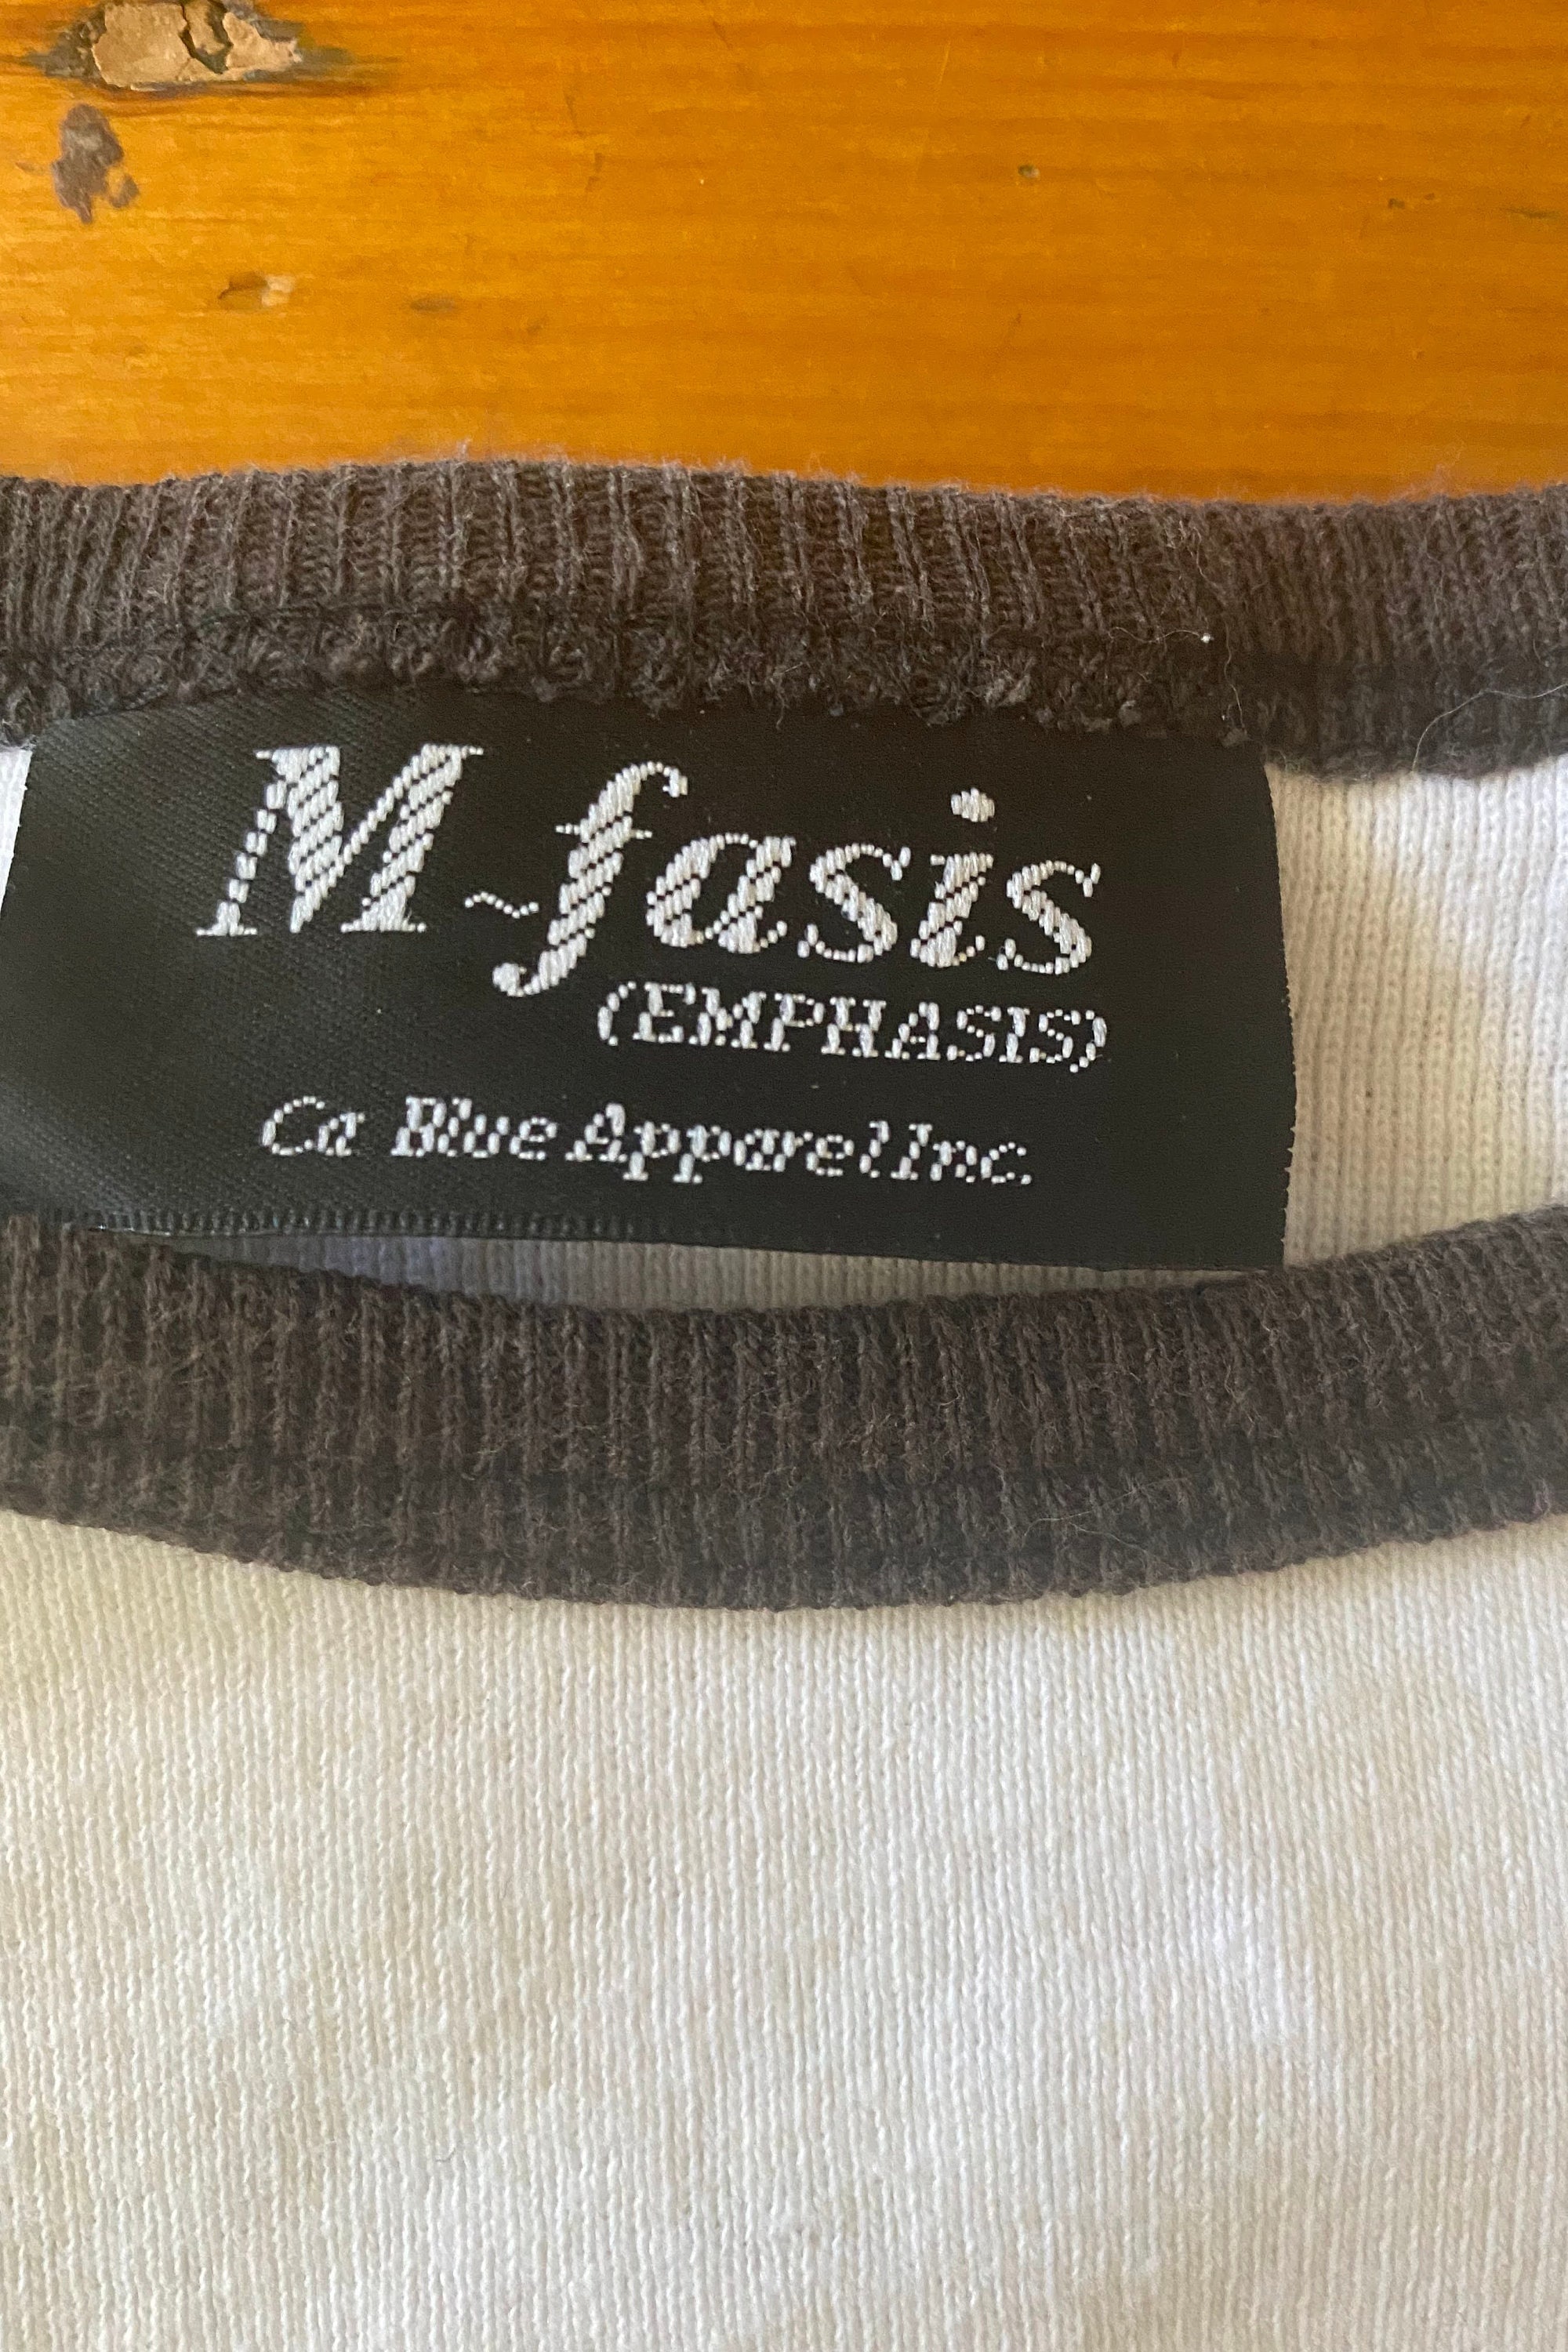 M~fasis
(EMPHASIS)
Ca Blue Apparel Inc.